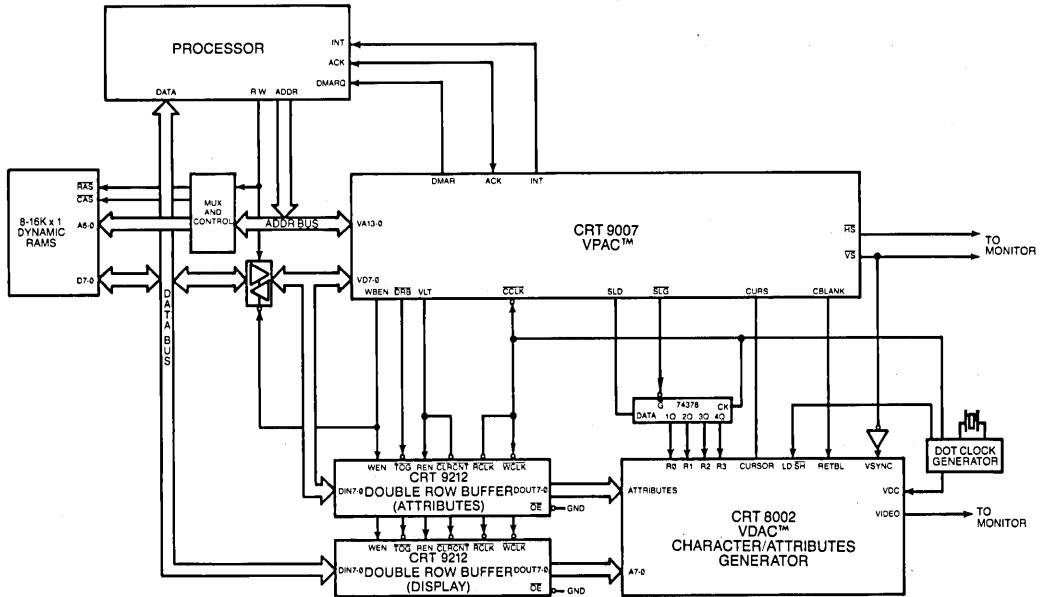 PROCESSOR
INT
ACK
DMARQ
DATA
R W
ADDR
8-16K x 1
DYNAMIC
RAMS
RAS
CAS
A6-0
D7-0
MUX
AND
CONTROL
ADDR BUS
DATA BUS
DMAR
ACK
INT
VA13-0
VD7-0
CRT 9007
VPAC™
HS
VS
TO
MONITOR
WBEN
DRB
VLT
CCLK
SLD
SLG
CURS
CBLANK
G
74378
CK
DATA
1Q
2Q
3Q
4Q
DOT CLOCK
GENERATOR
WEN
TOG
REN
CLRCNT
RCLK
WCLK
CRT 9212
DIN7-0
DOUBLE ROW BUFFER
DOUT7-0
(ATTRIBUTES)
OE
GND
WEN
TOG
REN
CLRCNT
RCLK
WCLK
CRT 9212
DIN7-0
DOUBLE ROW BUFFER
DOUT7-0
(DISPLAY)
OE
GND
R0
R1
R2
R3
CURSOR
LD SH
RETBL
VSYNC
ATTRIBUTES
VDC
VIDEO
A7-0
CRT 8002
VDAC™
CHARACTER/ATTRIBUTES
GENERATOR
TO
MONITOR